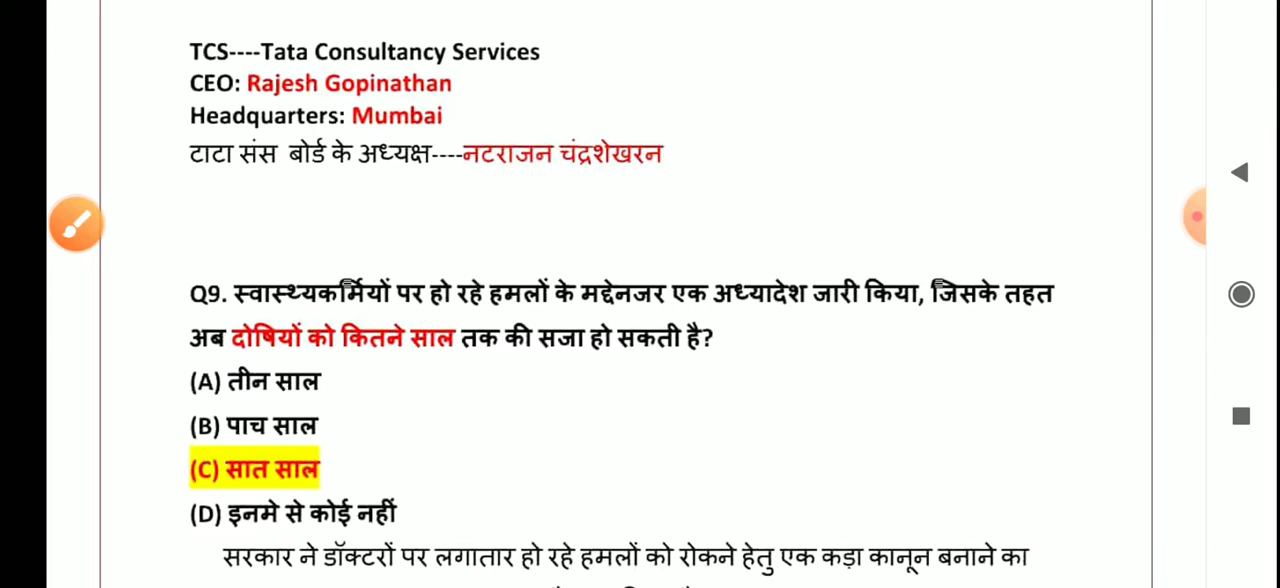 TCS----Tata Consultancy Services
CEO: Rajesh Gopinathan
Headquarters: Mumbai
टाटा संस बोर्ड के अध्यक्ष----नटराजन चंद्रशेखरन
Q9. स्वास्थ्यकर्मियों पर हो रहे हमलों के मद्देनजर एक अध्यादेश जारी किया, जिसके तहत
अब दोषियों को कितने साल तक की सजा हो सकती है?
(A) तीन साल
(B) पाच साल
(C) सात साल
(D) इनमे से कोई नहीं
सरकार ने डॉक्टरों पर लगातार हो रहे हमलों को रोकने हेतु एक कड़ा कानून बनाने का